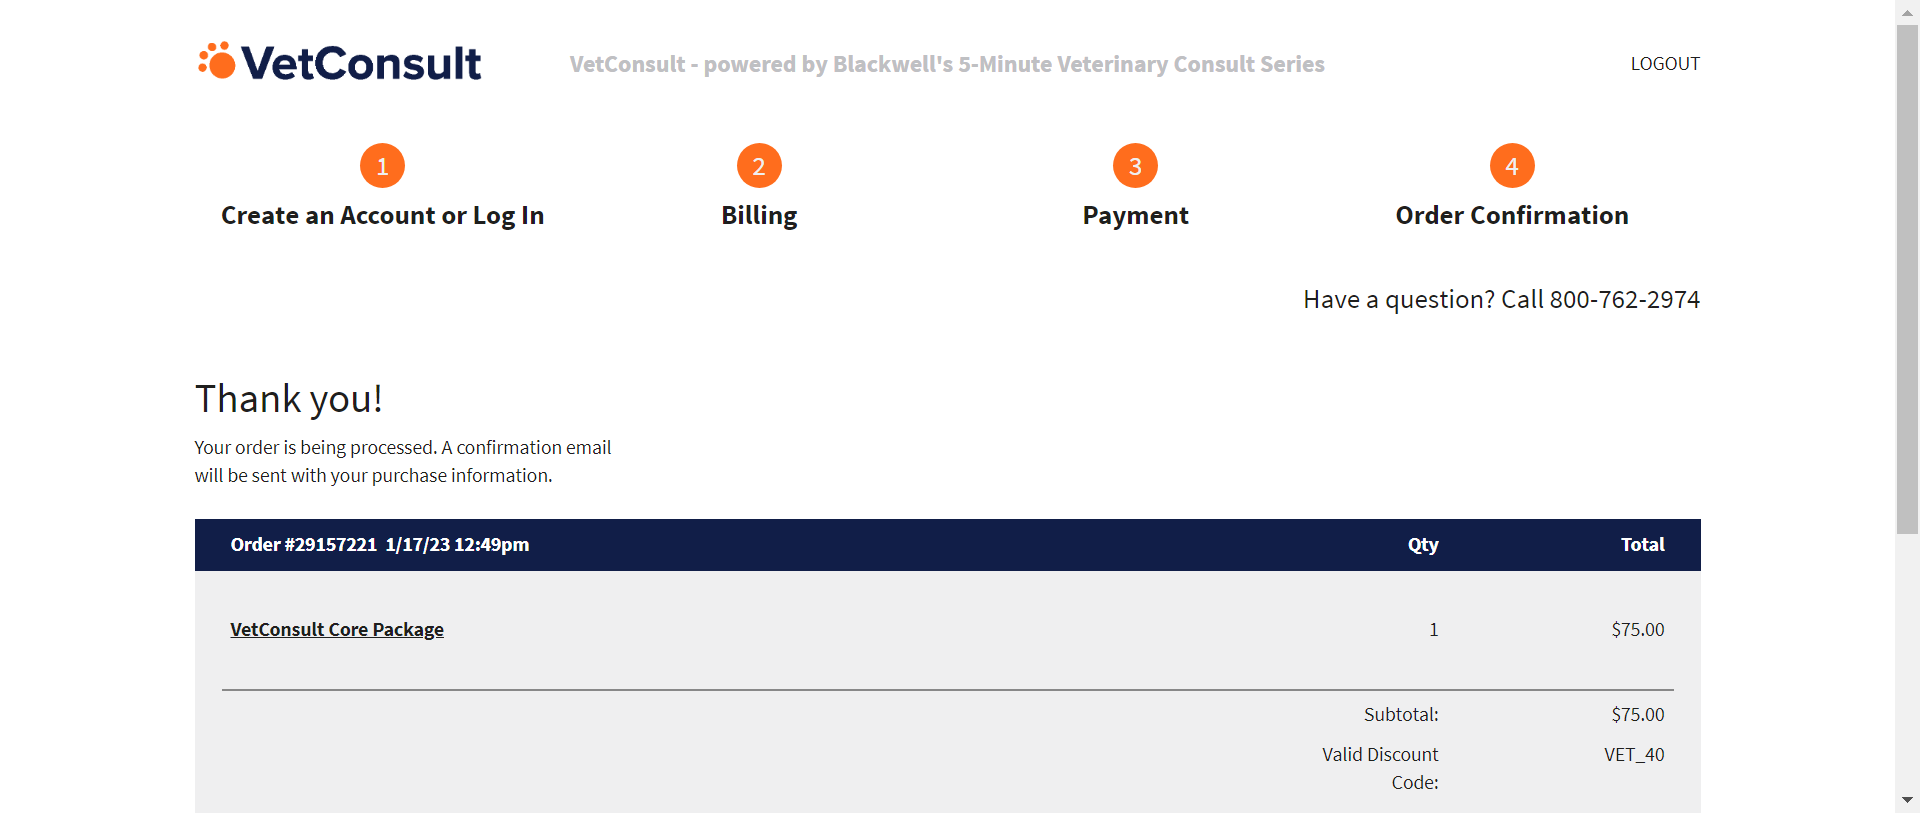 VetConsult
VetConsult - powered by Blackwell's 5-Minute Veterinary Consult Series
LOGOUT
1
Create an Account or Log In
2
Billing
3
Payment
4
Order Confirmation
Have a question? Call 800-762-2974
Thank you!
Your order is being processed. A confirmation email
will be sent with your purchase information.
Order #29157221 1/17/23 12:49pm Qty Total
VetConsult Core Package 1 $75.00
Subtotal: $75.00
Valid Discount VET_40
Code: